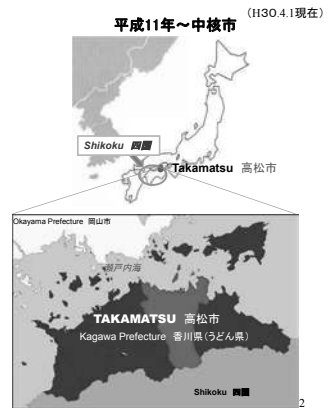 （H30.4.1現在）
平成11年～中核市
Shikoku 四国
Takamatsu 高松市
Okayama Prefecture 岡山市
瀬戸内海
TAKAMATSU 高松市
Kagawa Prefecture 香川県（うどん県）
Shikoku 四国
2